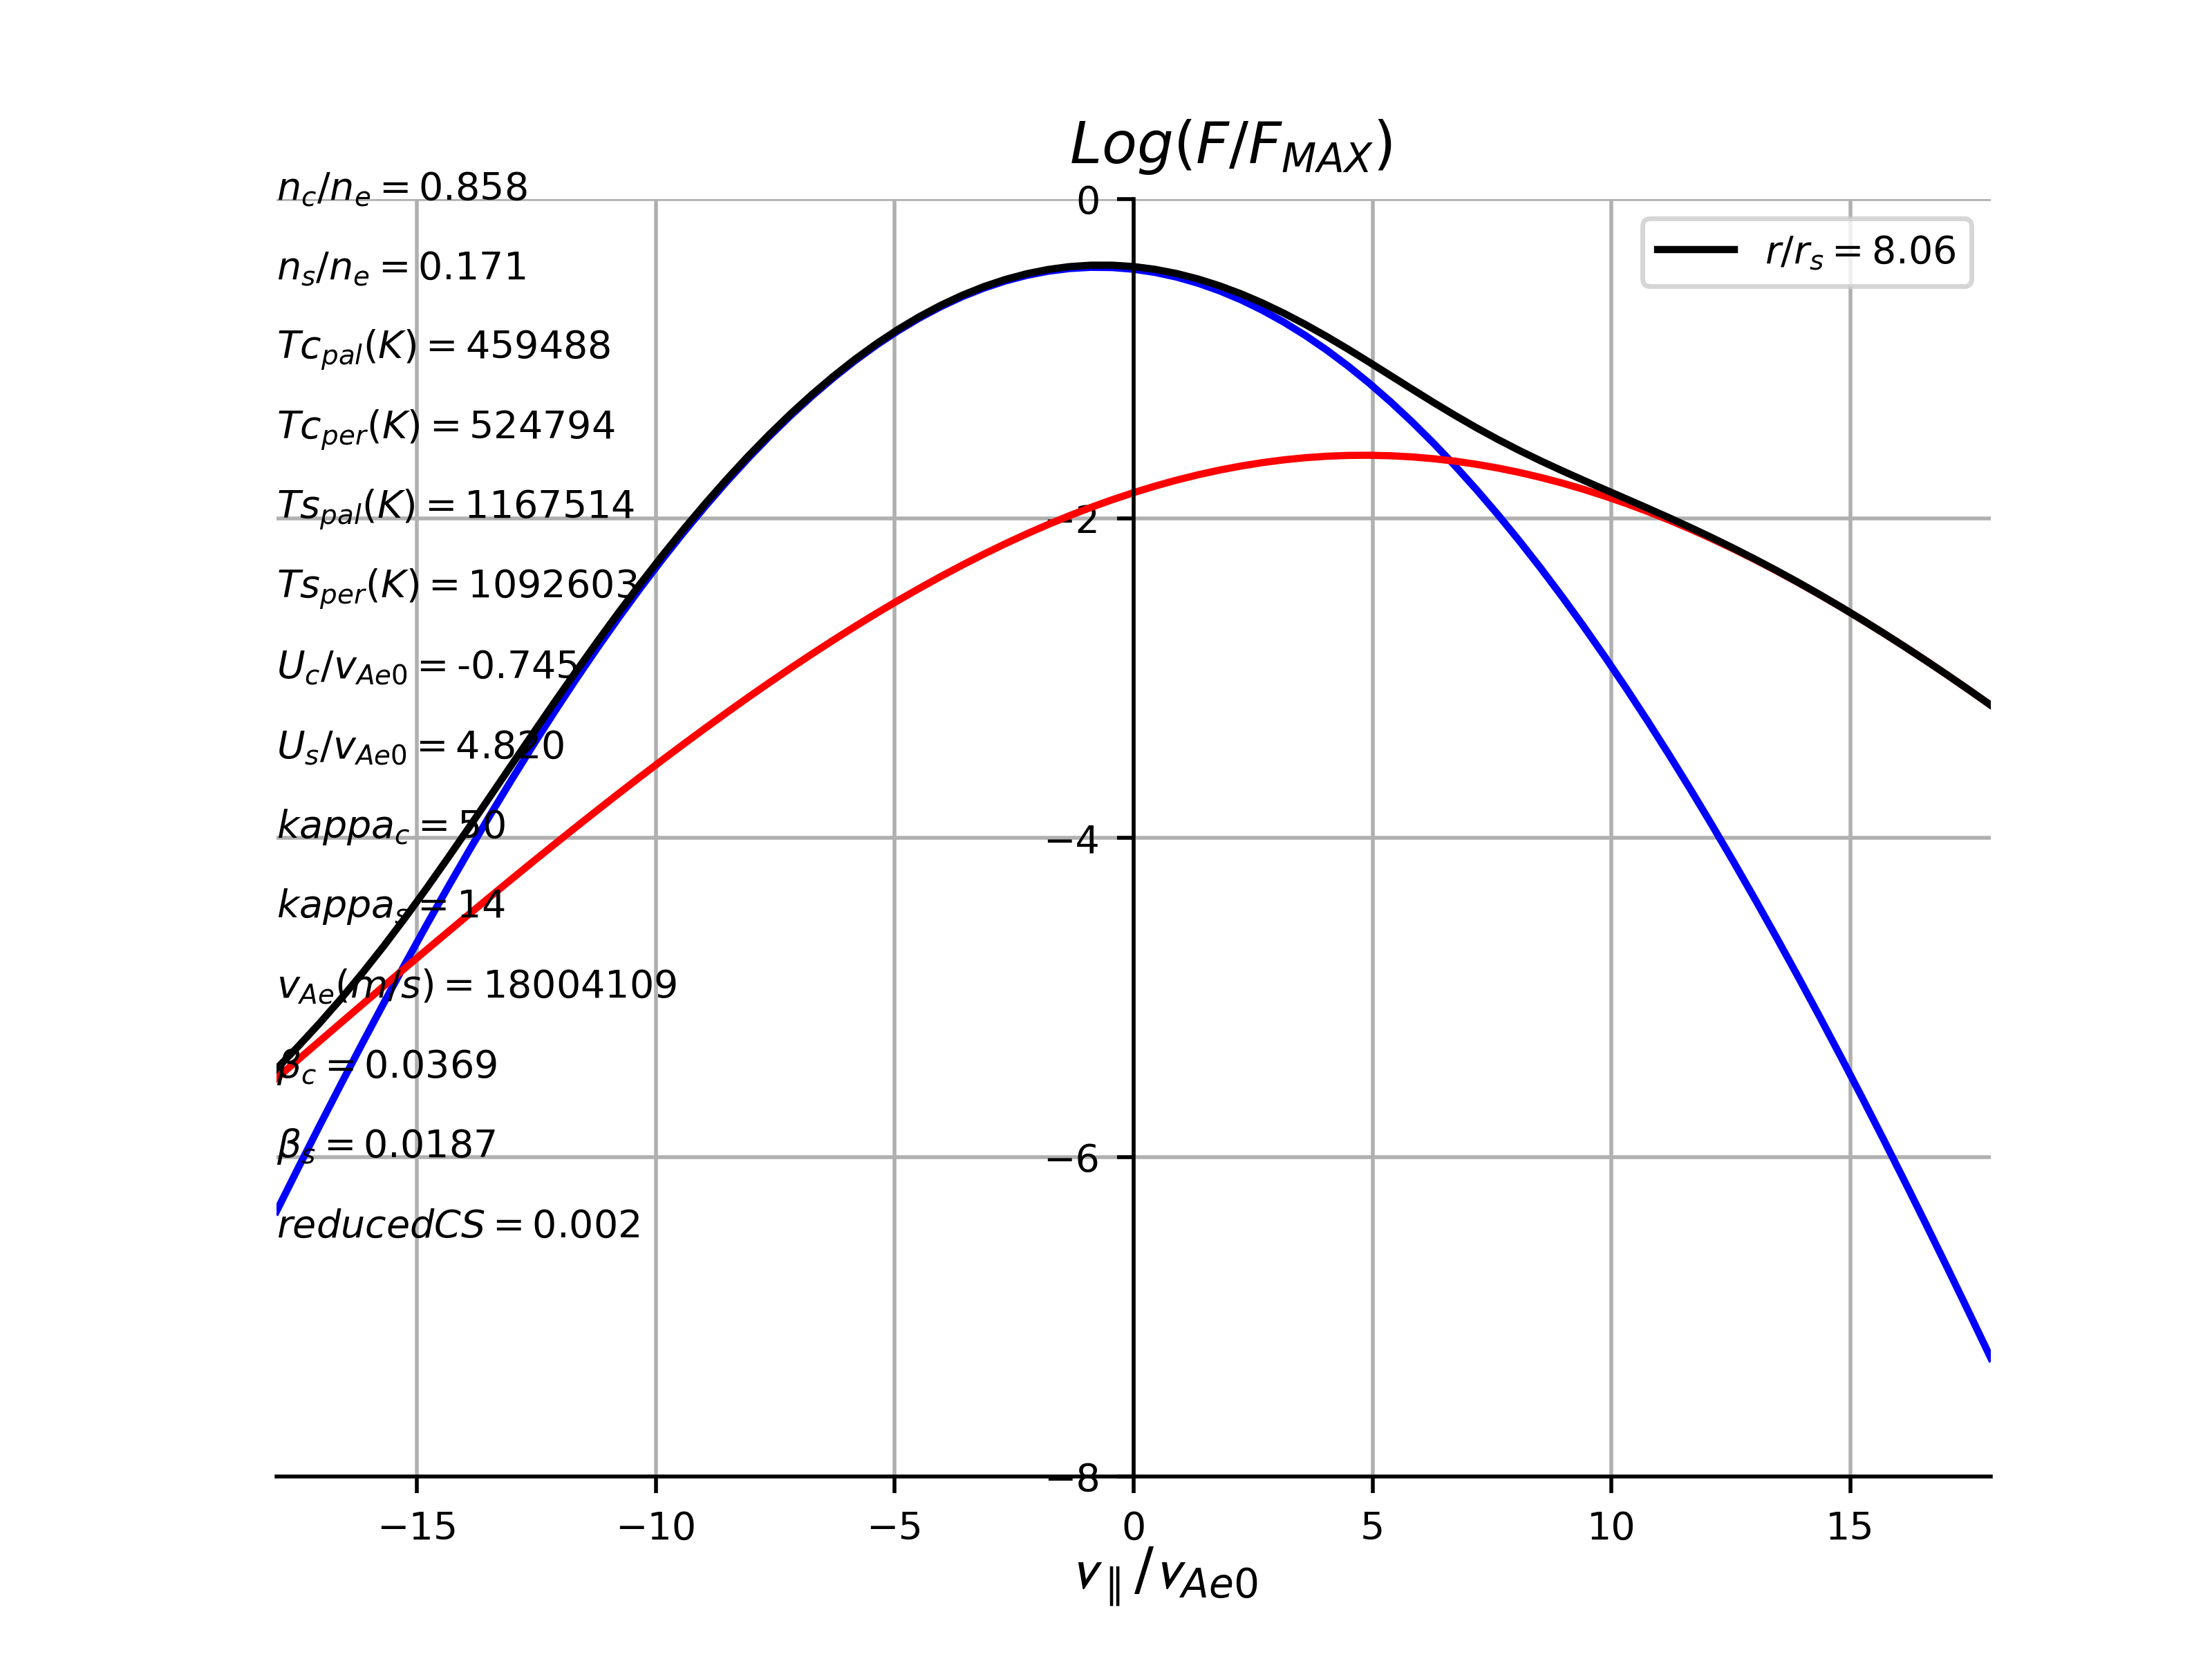 Log(F/F_MAX)
n_c/n_e = 0.858
0
r/r_s = 8.06
n_s/n_e = 0.171
Tc_pal(K) = 459488
Tc_per(K) = 524794
Ts_pal(K) = 1167514
−2
Ts_per(K) = 1092603
U_c/v_Ae0 = -0.745
U_s/v_Ae0 = 4.820
kappa_c = 50
−4
kappa_s = 14
v_Ae(m/s) = 18004109
β_c = 0.0369
β_s = 0.0187
−6
reducedCS = 0.002
−8
−15 −10 −5 0 5 10 15
v_∥/v_Ae0